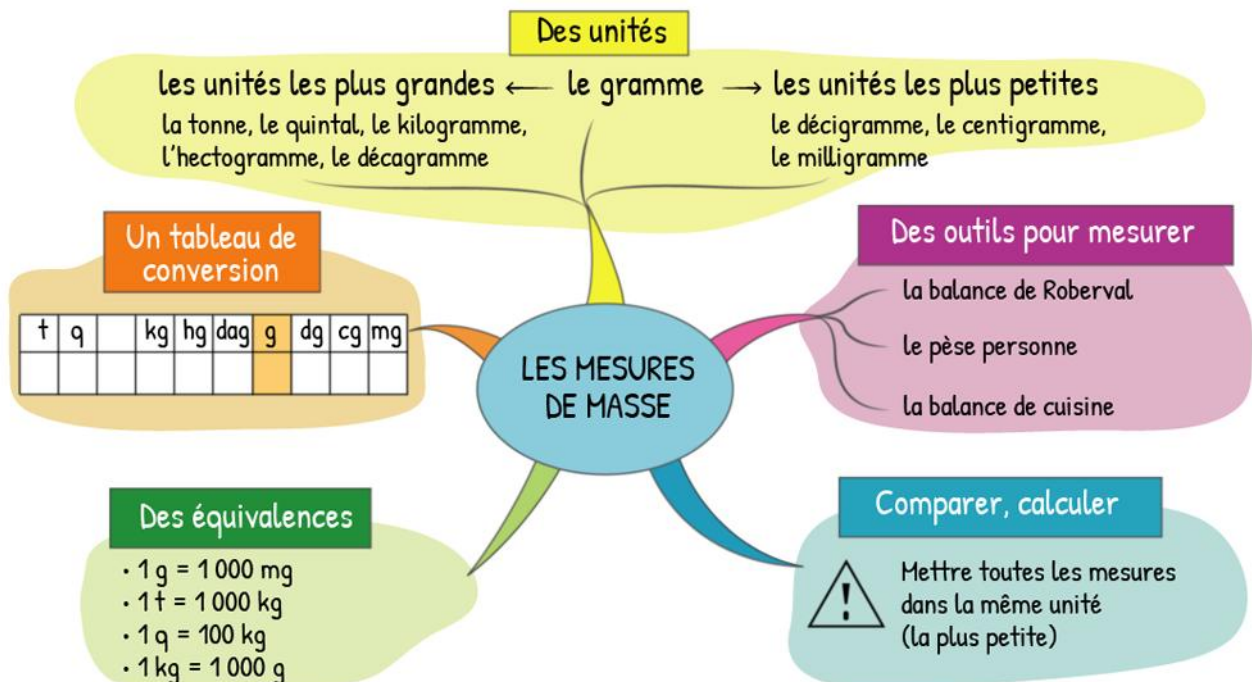 Des unités
les unités les plus grandes ← le gramme → les unités les plus petites
la tonne, le quintal, le kilogramme,
l'hectogramme, le décagramme
le décigramme, le centigramme,
le milligramme
Un tableau de
conversion
t q kg hg dag g dg cg mg
Des outils pour mesurer
la balance de Roberval
le pèse personne
la balance de cuisine
LES MESURES
DE MASSE
Des équivalences
· 1 g = 1 000 mg
· 1 t = 1 000 kg
· 1 q = 100 kg
· 1 kg = 1 000 g
Comparer, calculer
!
Mettre toutes les mesures
dans la même unité
(la plus petite)